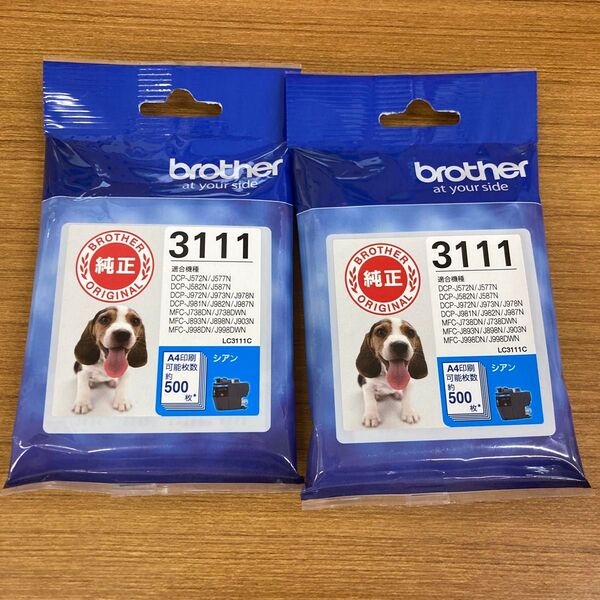 brother
at your side
BROTHER
純正
ORIGINAL
3111
適合機種
DCP-J572N/J577N
DCP-J582N/J587N
DCP-J972N/J973N/J978N
DCP-J981N/J982N/J987N
MFC-J738DN/J738DWN
MFC-J893N/J898N/J903N
MFC-J998DN/J998DWN
LC3111C
A4印刷
可能枚数
約
500
枚*
シアン
brother
at your side
BROTHER
純正
ORIGINAL
3111
適合機種
DCP-J572N/J577N
DCP-J582N/J587N
DCP-J972N/J973N/J978N
DCP-J981N/J982N/J987N
MFC-J738DN/J738DWN
MFC-J893N/J898N/J903N
MFC-J998DN/J998DWN
LC3111C
A4印刷
可能枚数
約
500
枚*
シアン